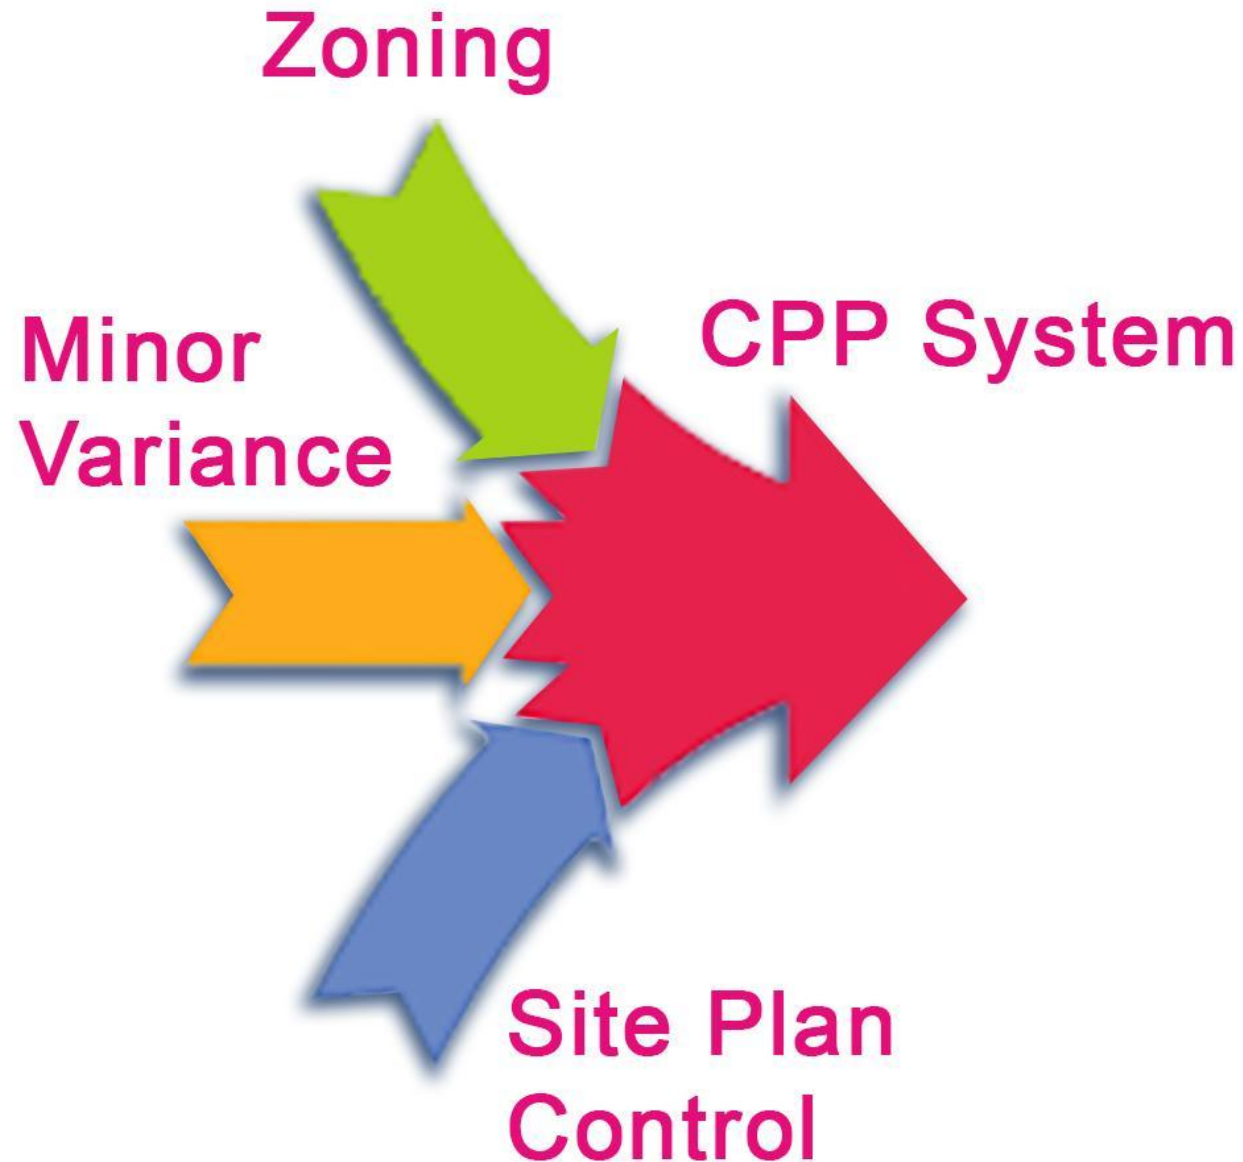 Zoning
CPP System
Minor
Variance
Site Plan
Control